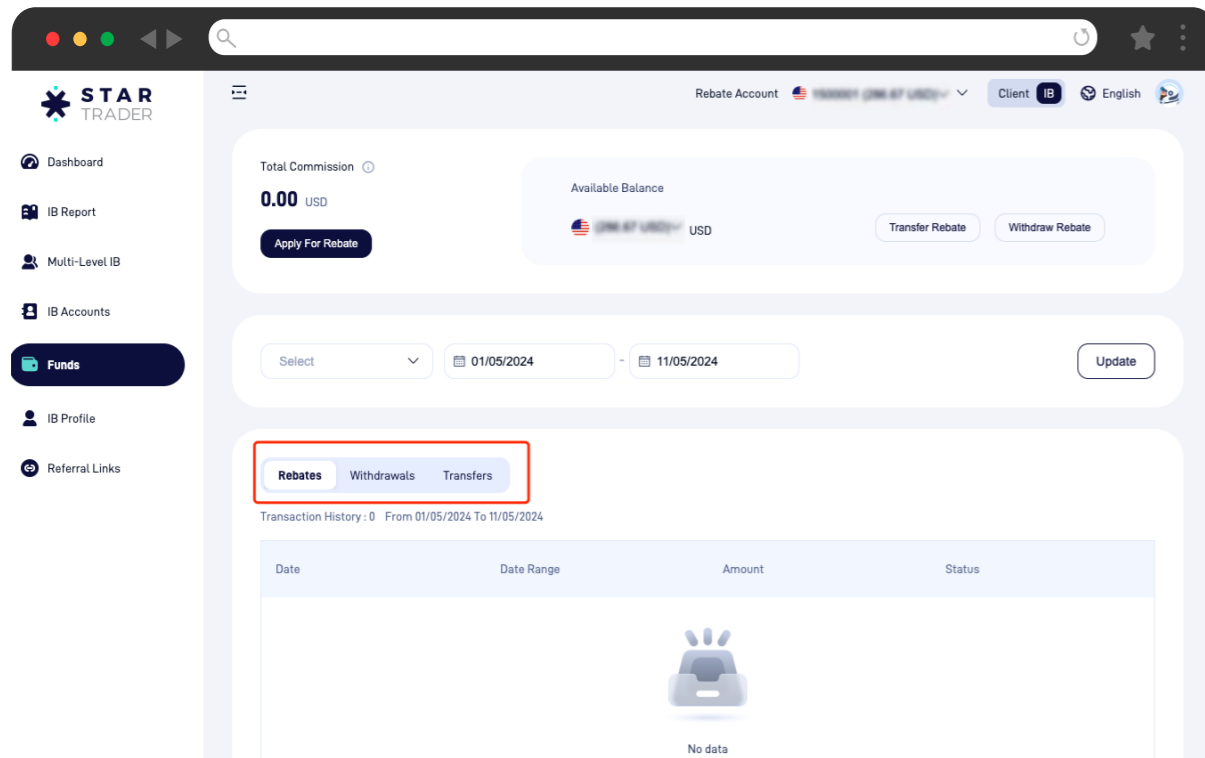 STAR
TRADER
Rebate Account
Client IB
English
Dashboard
IB Report
Multi-Level IB
IB Accounts
Funds
IB Profile
Referral Links
Total Commission
0.00 USD
Apply For Rebate
Available Balance
USD
Transfer Rebate
Withdraw Rebate
Select
01/05/2024 - 11/05/2024
Update
Rebates Withdrawals Transfers
Transaction History : 0 From 01/05/2024 To 11/05/2024
Date Date Range Amount Status
No data